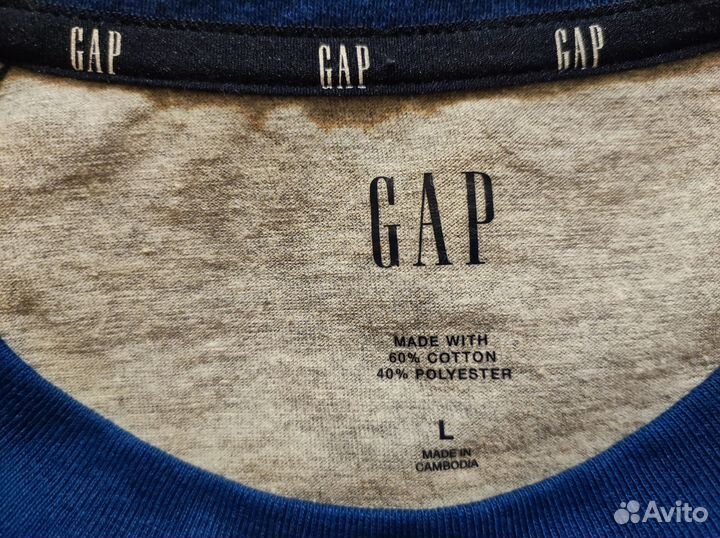 GAP GAP GAP
GAP
MADE WITH
60% COTTON
40% POLYESTER
L
MADE IN
CAMBODIA
Avito